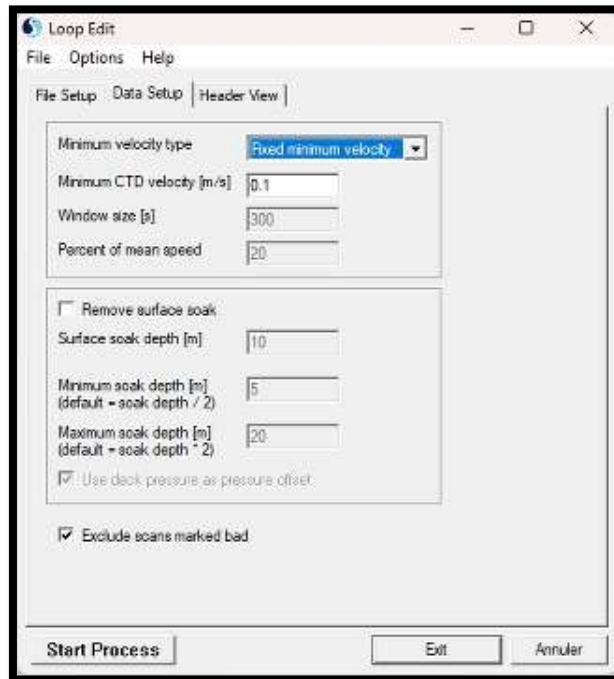 Loop Edit
File Options Help
File Setup Data Setup Header View
Minimum velocity type Fixed minimum velocity
Minimum CTD velocity [m/s] 0.1
Window size [s] 300
Percent of mean speed 20
Remove surface soak
Surface soak depth [m] 10
Minimum soak depth [m] 5
(default = soak depth / 2)
Maximum soak depth [m] 20
(default = soak depth * 2)
Use deck pressure as pressure offset
Exclude scans marked bad
Start Process Exit Annuler